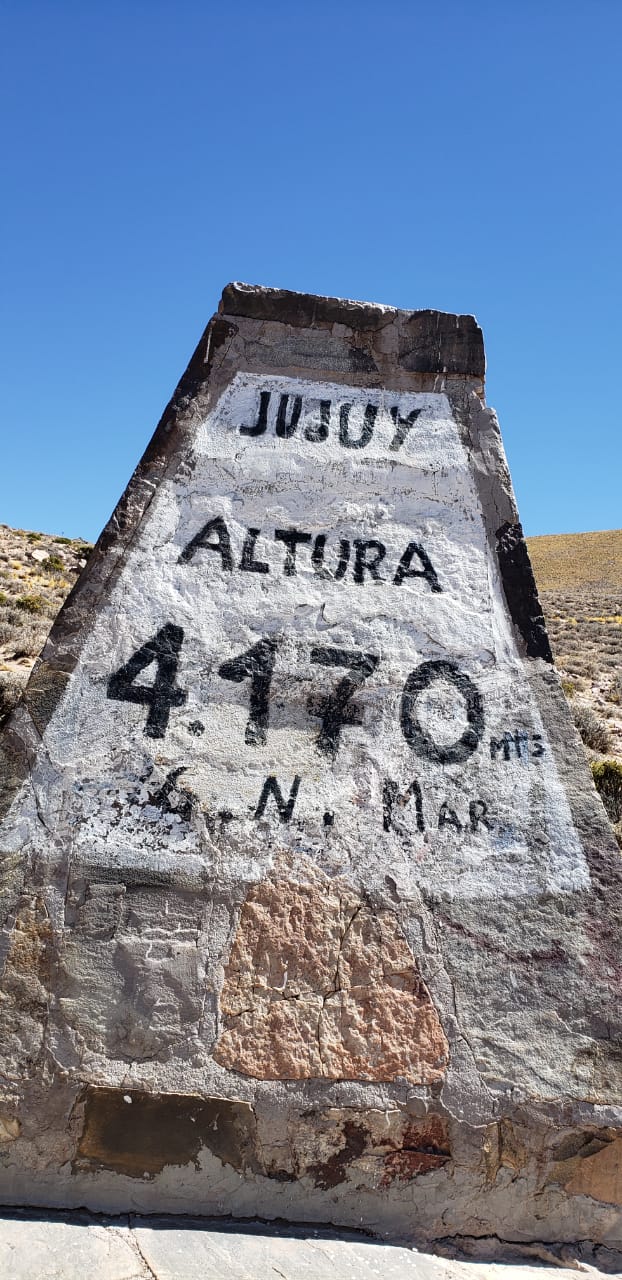 JUJUY
ALTURA
4.170 mts
S. N. MAR